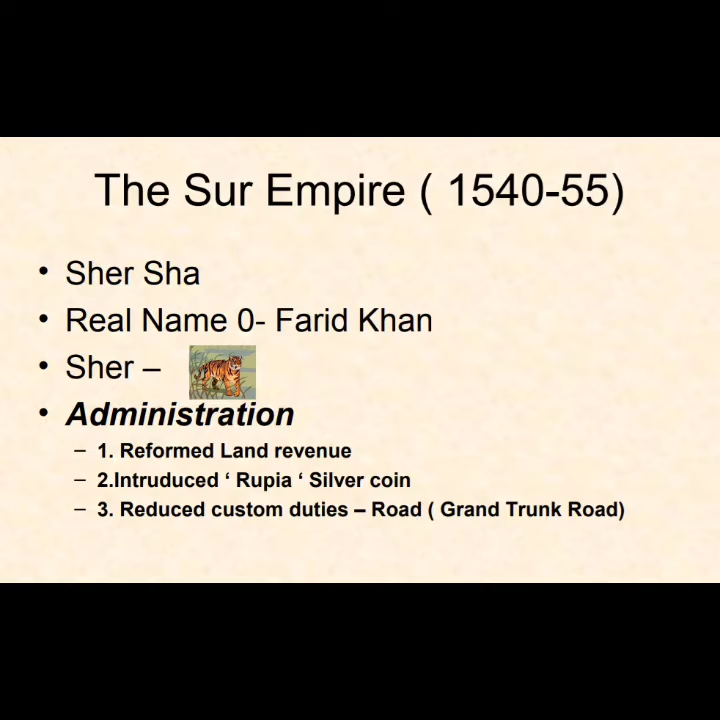 The Sur Empire ( 1540-55)
• Sher Sha
• Real Name 0- Farid Khan
• Sher –
• Administration
– 1. Reformed Land revenue
– 2.Intruduced ‘ Rupia ‘ Silver coin
– 3. Reduced custom duties – Road ( Grand Trunk Road)